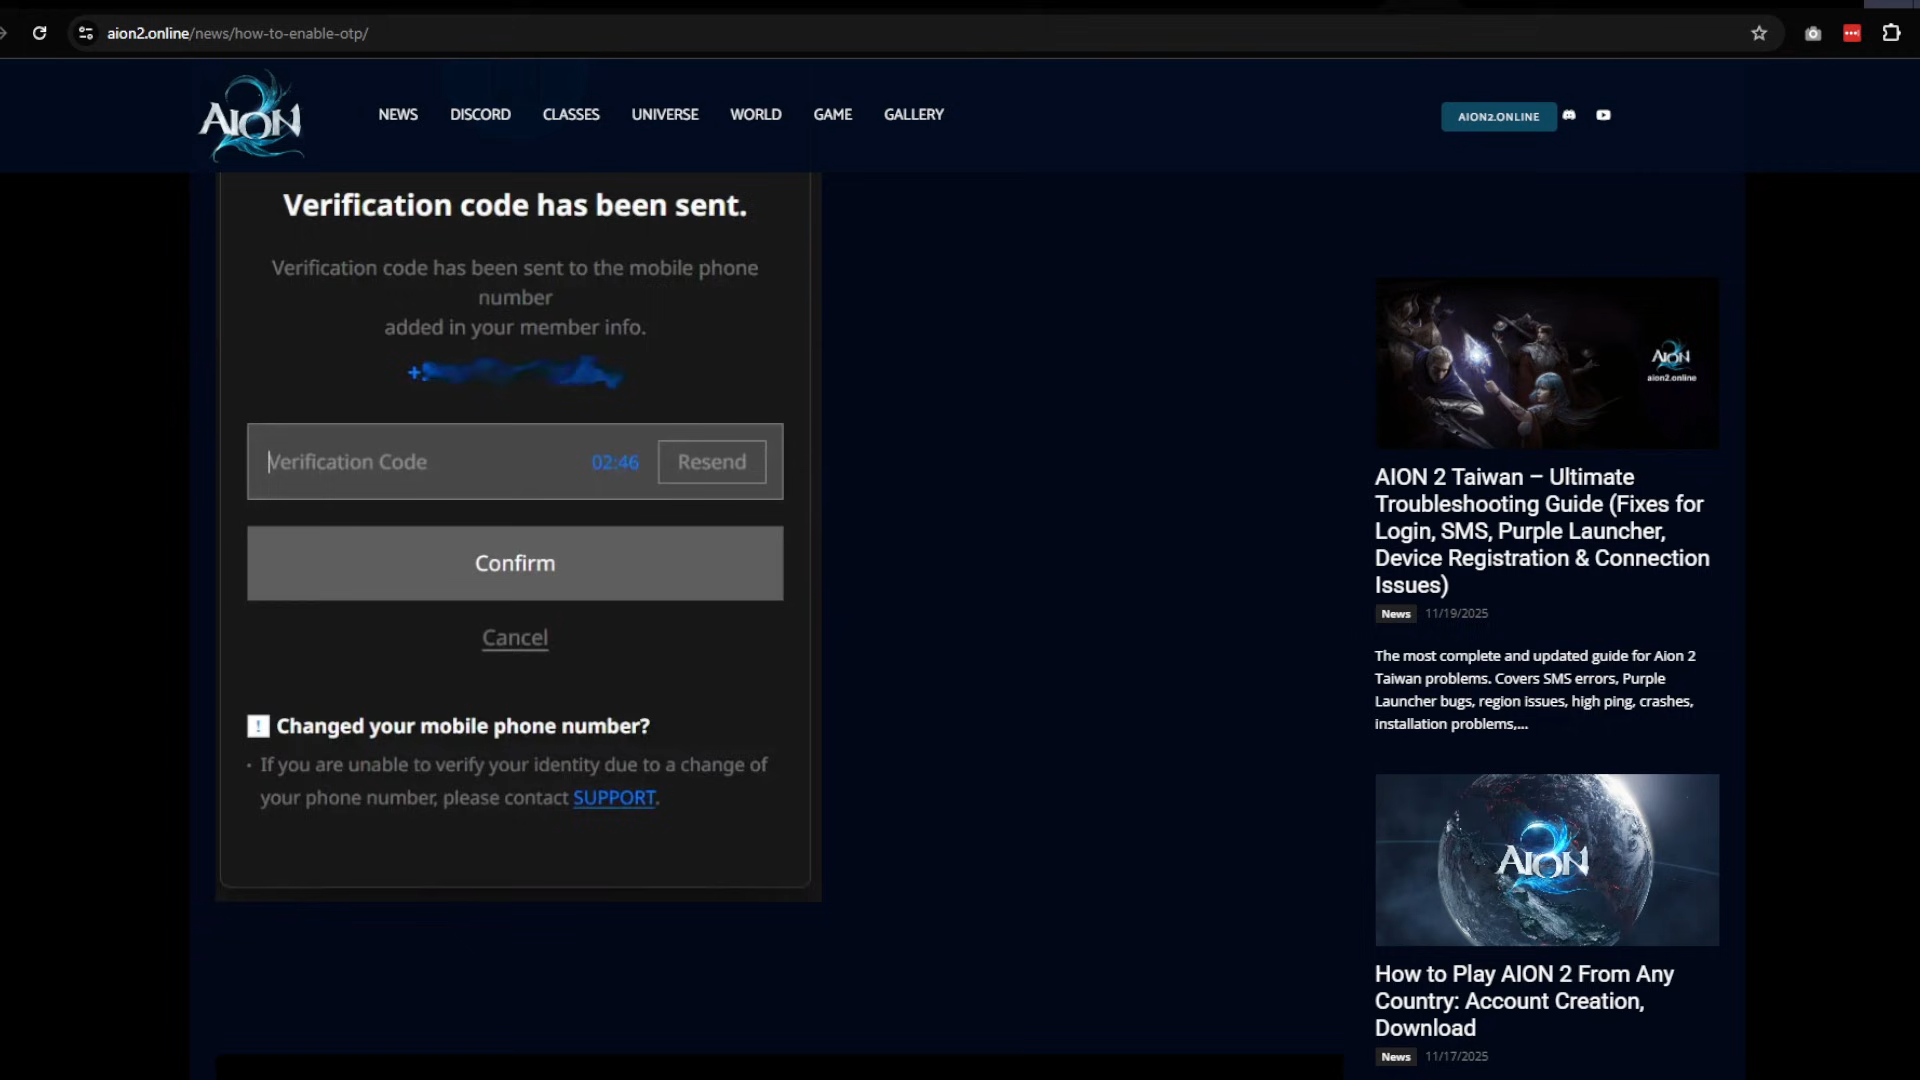 aion2.online/news/how-to-enable-otp/
AION 2
NEWS
DISCORD
CLASSES
UNIVERSE
WORLD
GAME
GALLERY
AION2.ONLINE
Verification code has been sent.
Verification code has been sent to the mobile phone
number
added in your member info.
+
Verification Code
02:46
Resend
Confirm
Cancel
! Changed your mobile phone number?
· If you are unable to verify your identity due to a change of
your phone number, please contact SUPPORT.
AION 2
aion2.online
AION 2 Taiwan – Ultimate
Troubleshooting Guide (Fixes for
Login, SMS, Purple Launcher,
Device Registration & Connection
Issues)
News
11/19/2025
The most complete and updated guide for Aion 2
Taiwan problems. Covers SMS errors, Purple
Launcher bugs, region issues, high ping, crashes,
installation problems,...
AION 2
How to Play AION 2 From Any
Country: Account Creation,
Download
News
11/17/2025